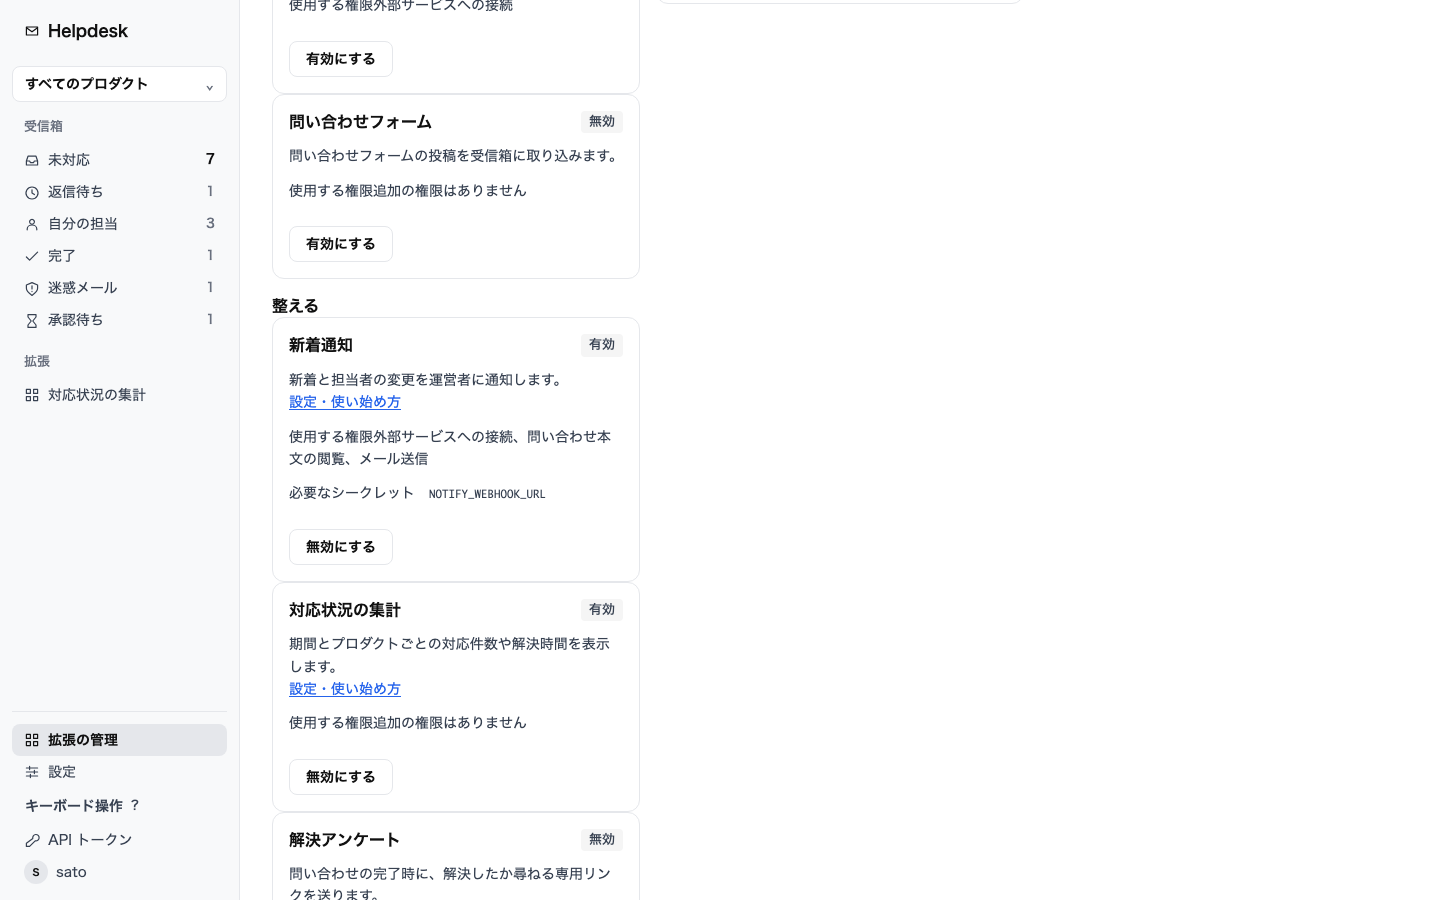 Helpdesk
すべてのプロダクト
受信箱
未対応 7
返信待ち 1
自分の担当 3
完了 1
迷惑メール 1
承認待ち 1
拡張
対応状況の集計
拡張の管理
設定
キーボード操作 ?
API トークン
S sato
使用する権限外部サービスへの接続
有効にする
問い合わせフォーム 無効
問い合わせフォームの投稿を受信箱に取り込みます。
使用する権限追加の権限はありません
有効にする
整える
新着通知 有効
新着と担当者の変更を運営者に通知します。
設定・使い始め方
使用する権限外部サービスへの接続、問い合わせ本
文の閲覧、メール送信
必要なシークレット NOTIFY_WEBHOOK_URL
無効にする
対応状況の集計 有効
期間とプロダクトごとの対応件数や解決時間を表示
します。
設定・使い始め方
使用する権限追加の権限はありません
無効にする
解決アンケート 無効
問い合わせの完了時に、解決したか尋ねる専用リン
クを送ります。